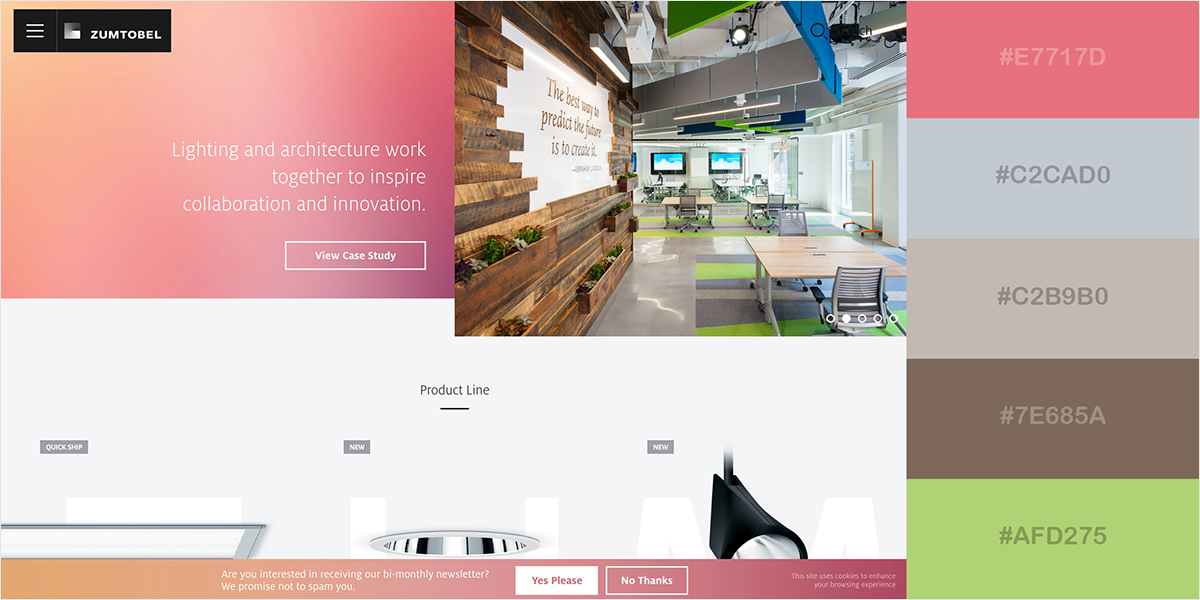 ZUMTOBEL
Lighting and architecture work
together to inspire
collaboration and innovation.
View Case Study
The best way to
predict the future
is to create it.
—ABRAHAM LINCOLN
Product Line
QUICK SHIP
NEW
NEW
Are you interested in receiving our bi-monthly newsletter?
We promise not to spam you.
Yes Please
No Thanks
This site uses cookies to enhance
your browsing experience
#E7717D
#C2CAD0
#C2B9B0
#7E685A
#AFD275